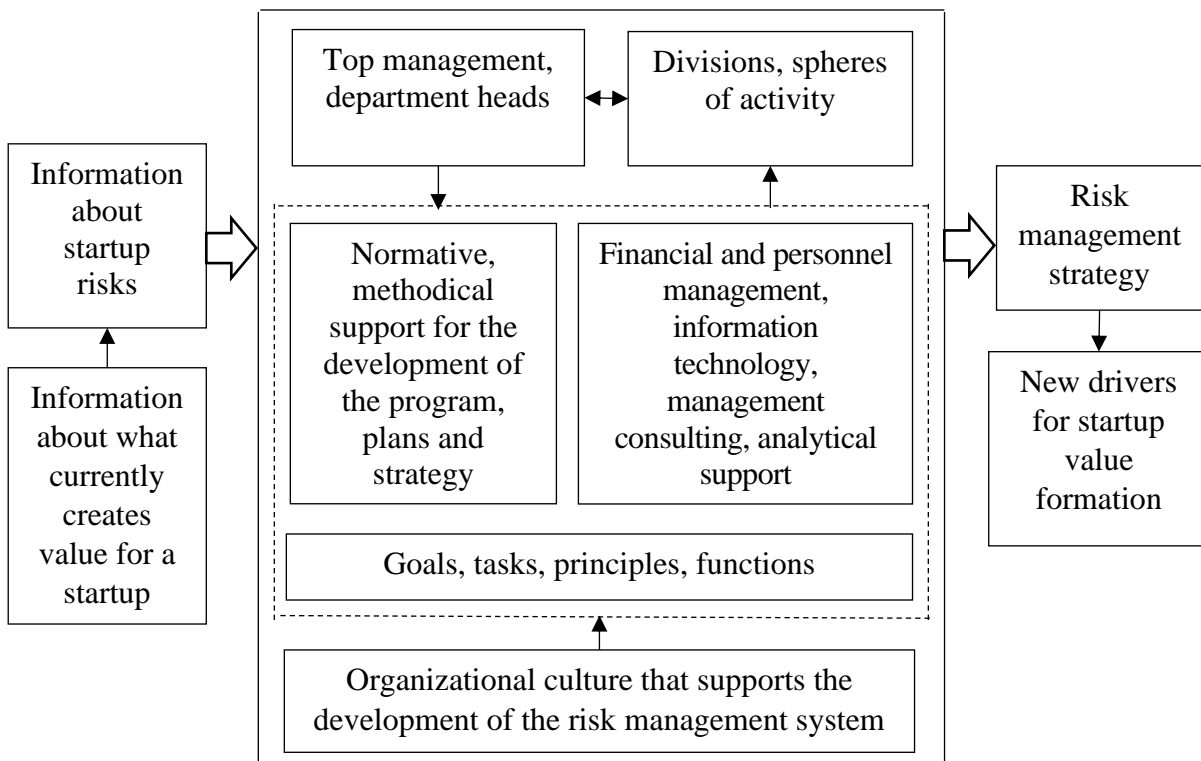 Top management,
department heads
Divisions, spheres
of activity
Information
about
startup
risks
Risk
management
strategy
Normative,
methodical
support for the
development of
the program,
plans and
strategy
Financial and personnel
management,
information
technology,
management
consulting, analytical
support
Information
about what
currently
creates
value for a
startup
New drivers
for startup
value
formation
Goals, tasks, principles, functions
Organizational culture that supports the
development of the risk management system